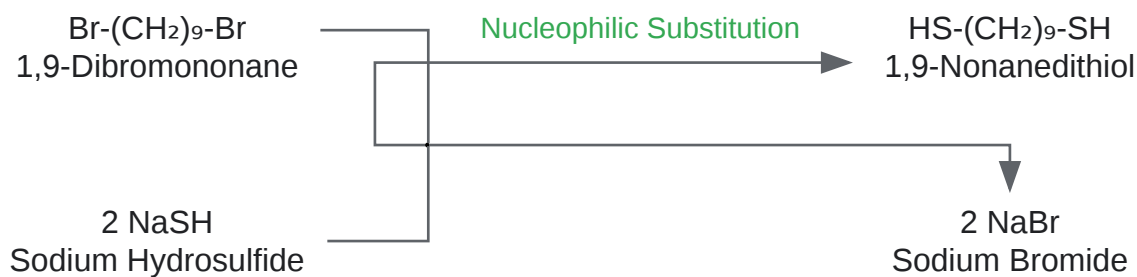 Br-(CH₂)₉-Br
1,9-Dibromononane
Nucleophilic Substitution
HS-(CH₂)₉-SH
1,9-Nonanedithiol
2 NaSH
Sodium Hydrosulfide
2 NaBr
Sodium Bromide